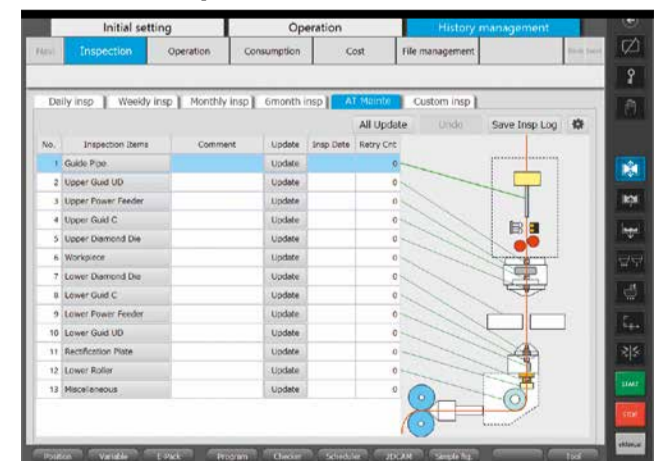 Initial setting Operation History management
Inspection Operation Consumption Cost File management
Daily insp Weekly insp Monthly insp 6month insp AT Mainte Custom insp
All Update Undo Save Insp Log
No. Inspection Items Comment Update Insp Date Retry Cnt
1 Guide Pipe Update 0
2 Upper Guid UD Update 0
3 Upper Power Feeder Update 0
4 Upper Guid C Update 0
5 Upper Diamond Die Update 0
6 Workpiece Update 0
7 Lower Diamond Die Update 0
8 Lower Guid C Update 0
9 Lower Power Feeder Update 0
10 Lower Guid UD Update 0
11 Rectification Plate Update 0
12 Lower Roller Update 0
13 Miscellaneous Update 0
START
STOP
eManual
Position Variable E-Pack Program Checker Scheduler 2DCAM Simple fig. Tool